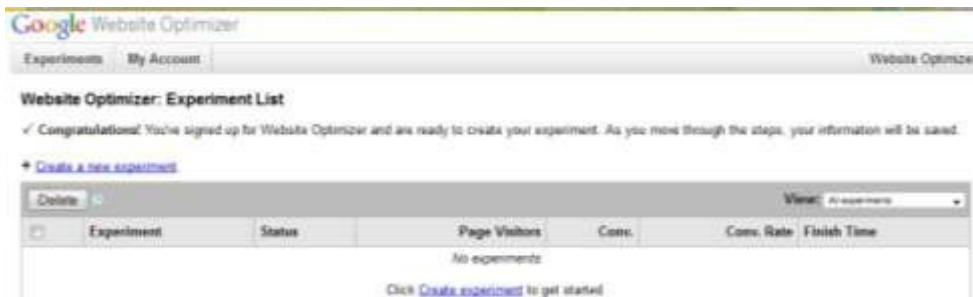 Google Website Optimizer
Experiments My Account Website Optimize
Website Optimizer: Experiment List
✓ Congratulations! You've signed up for Website Optimizer and are ready to create your experiment. As you move through the steps, your information will be saved.
+ Create a new experiment
Delete View: All experiments
Experiment Status Page Visitors Conv. Conv. Rate Finish Time
No experiments
Click Create experiment to get started